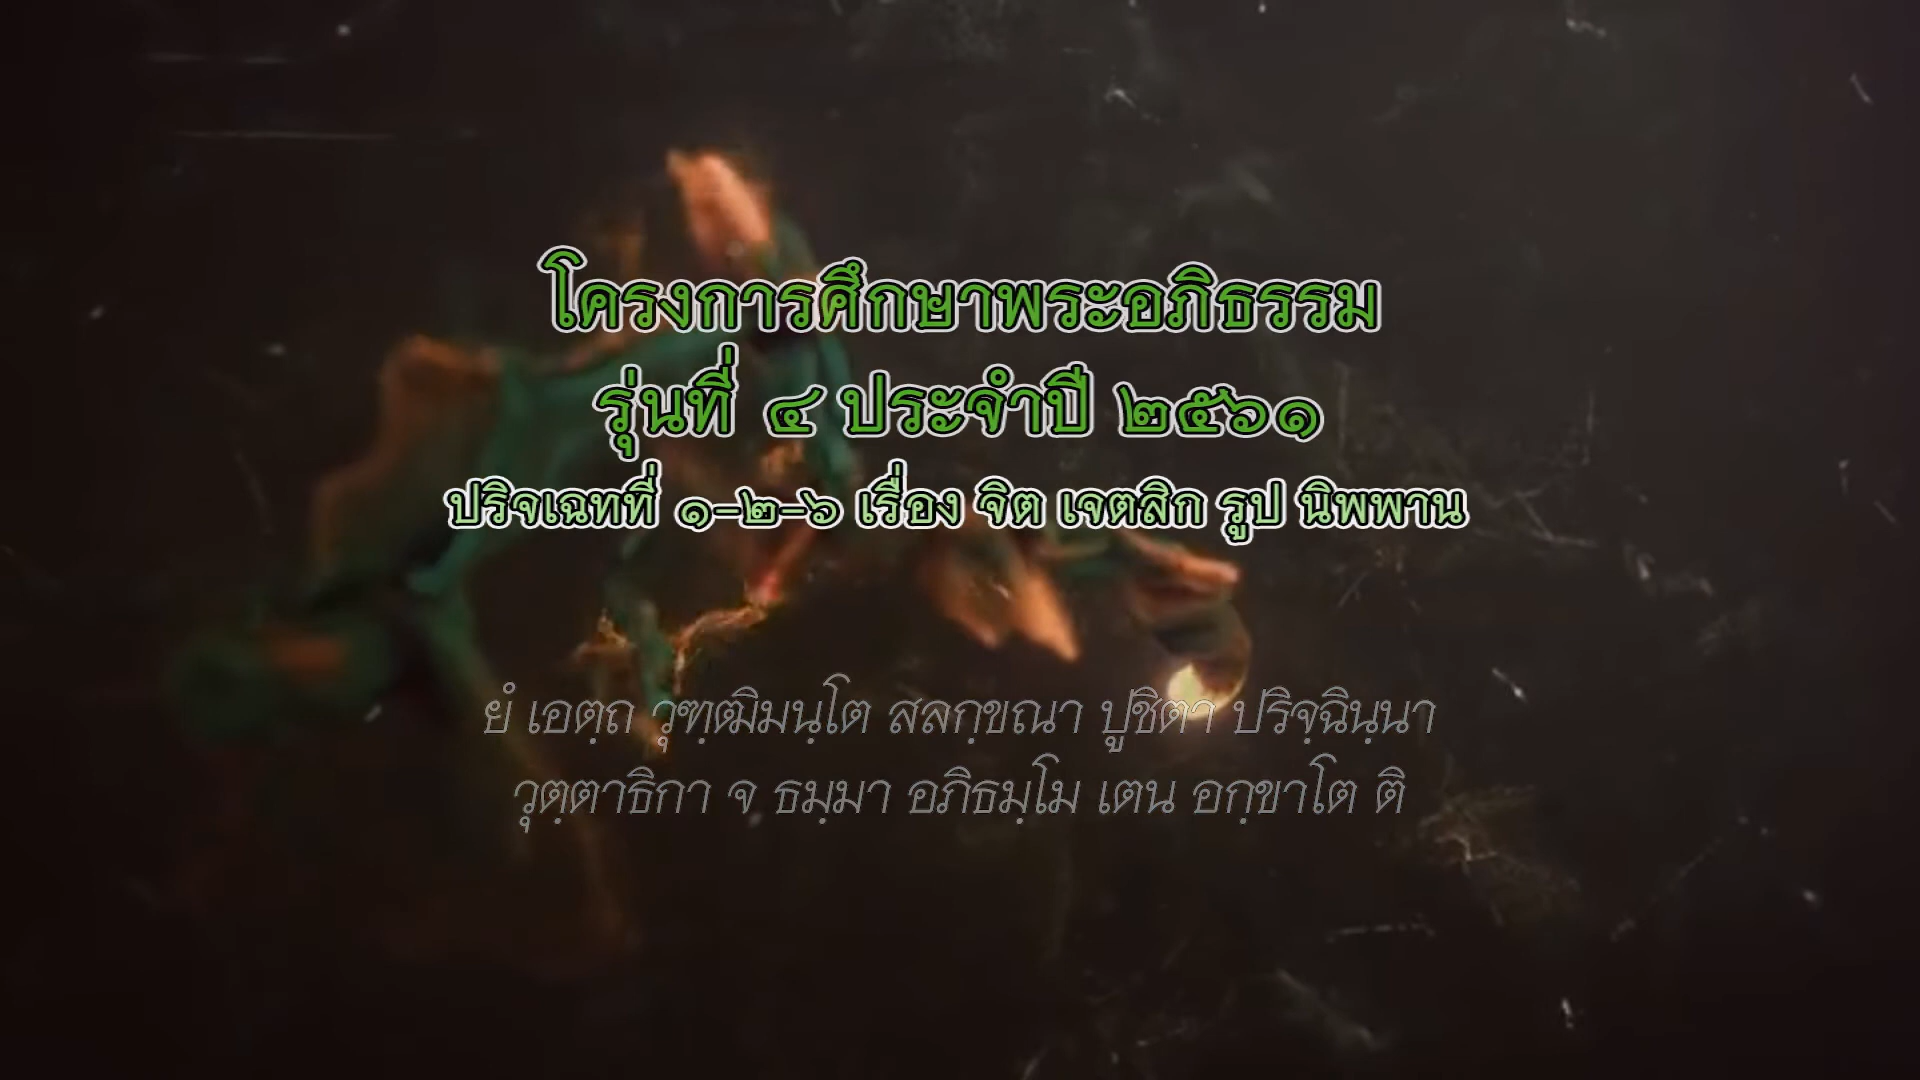 โครงการศึกษาพระอภิธรรม
รุ่นที่ ๔ ประจำปี ๒๕๖๑
ปริจเฉทที่ ๑-๒-๖ เรื่อง จิต เจตสิก รูป นิพพาน
ยํ เอตฺถ วุฑฺฒิมนฺโต สลกฺขณา ปูชิตา ปริจฺฉินฺนา
วุตฺตาธิกา จ ธมฺมา อภิธมฺโม เตน อกฺขาโต ติ